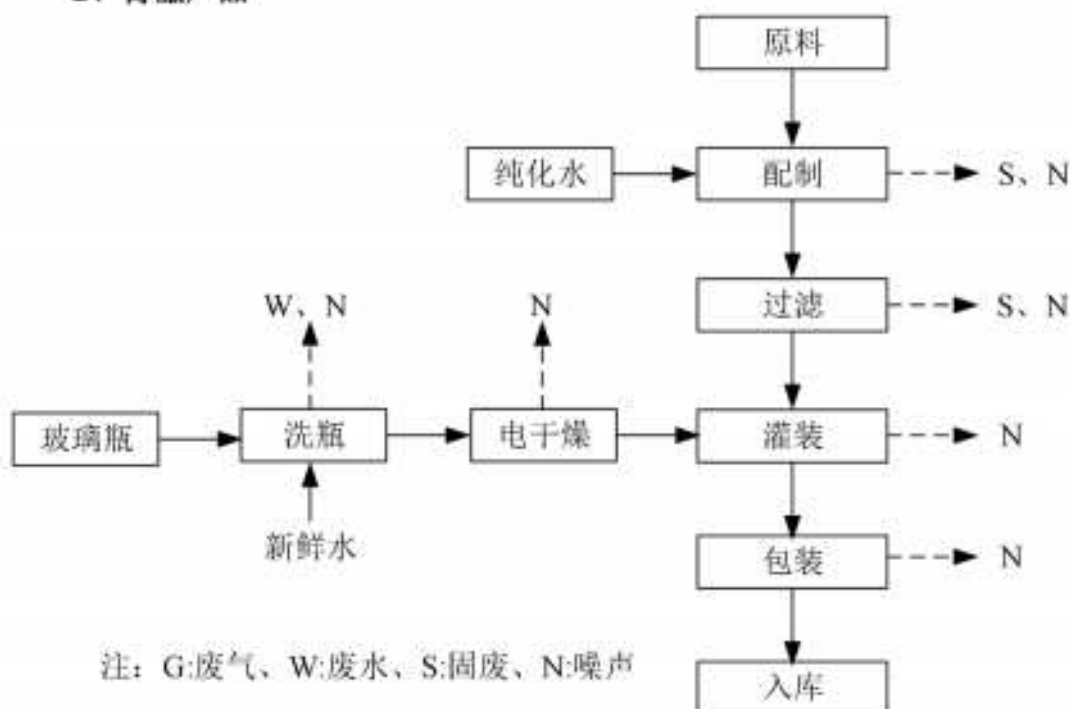 原料
纯化水
配制
S、N
W、N
N
过滤
S、N
玻璃瓶
洗瓶
电干燥
灌装
N
新鲜水
包装
N
注：G:废气、W:废水、S:固废、N:噪声
入库